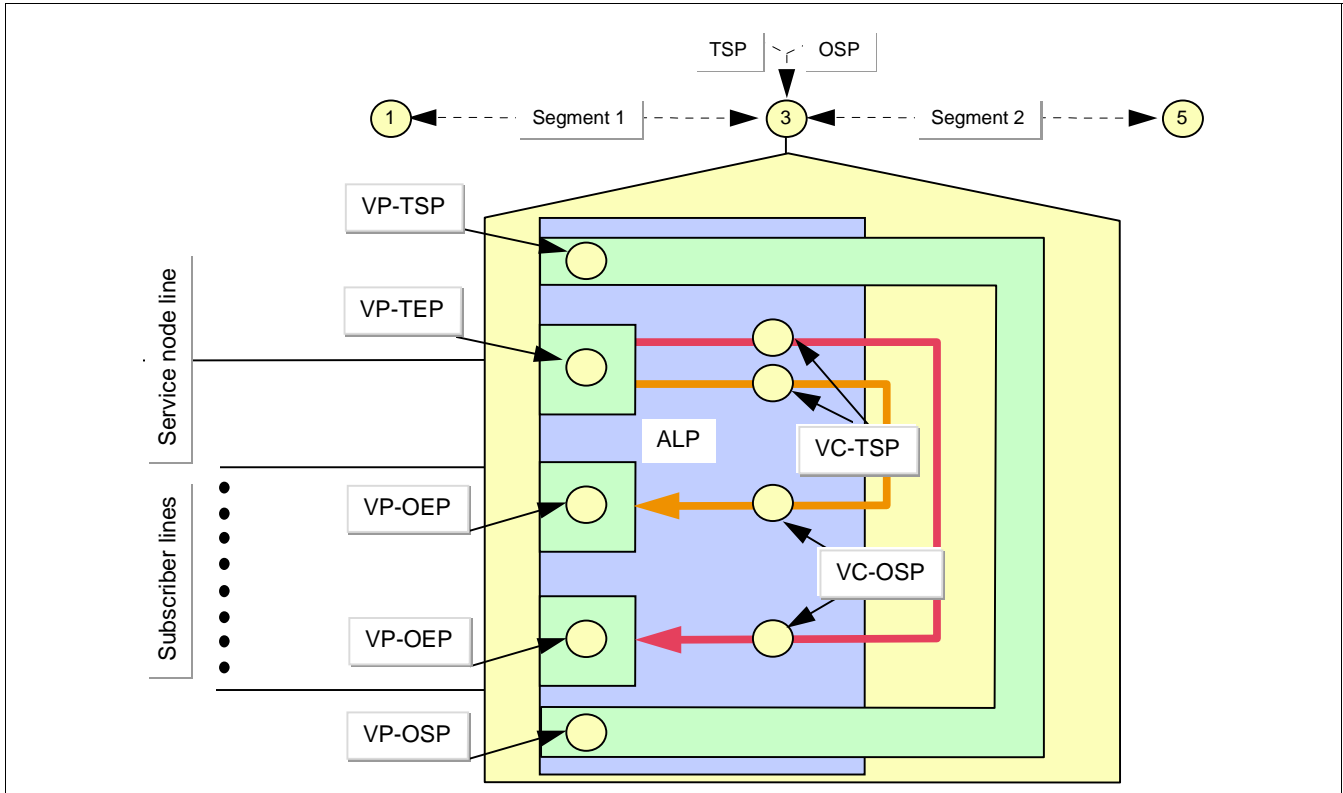 TSP
OSP
1
Segment 1
3
Segment 2
5
VP-TSP
VP-TEP
Service node line
ALP
VC-TSP
VP-OEP
Subscriber lines
VC-OSP
VP-OEP
VP-OSP